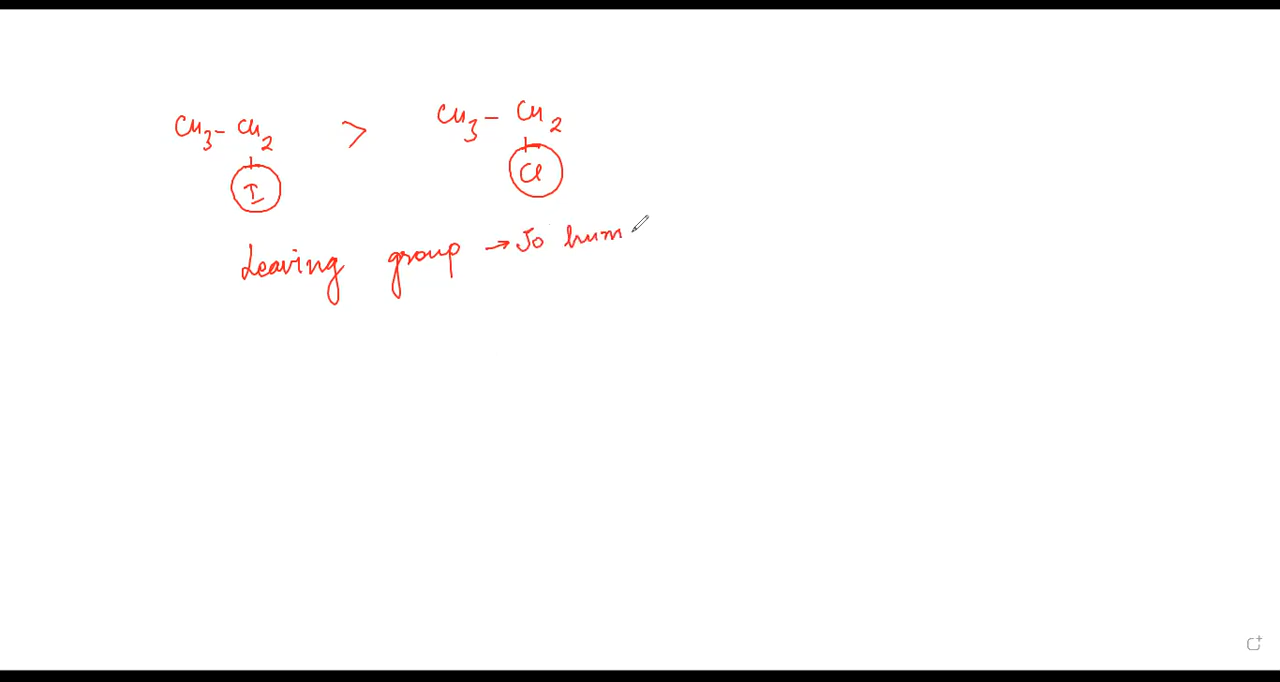 CH3 - CH2 > CH3 - CH2
I Cl
Leaving group → Jo hum